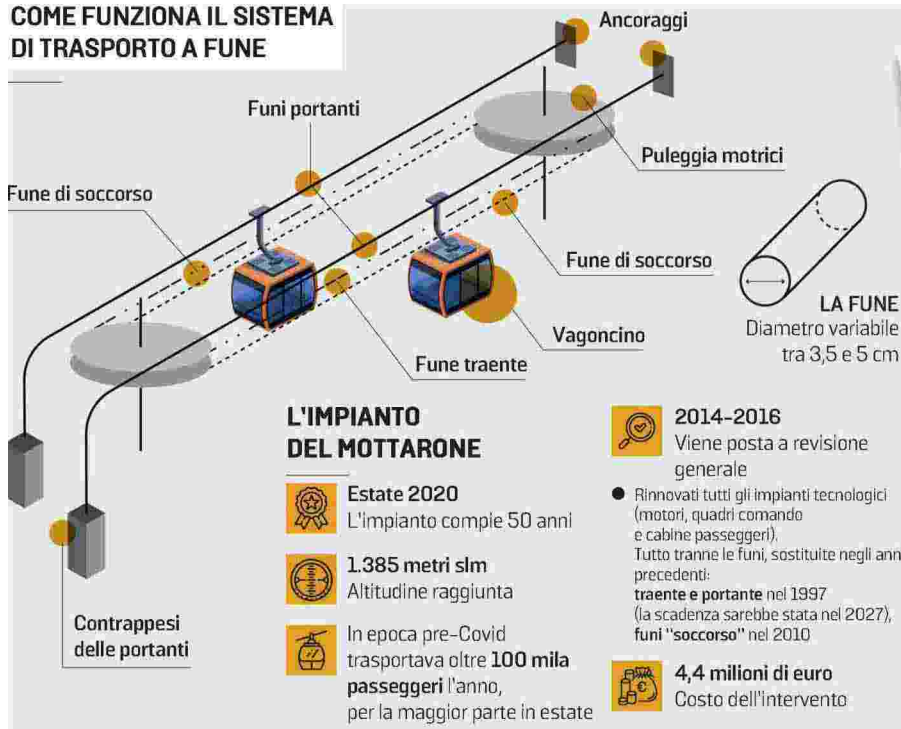 COME FUNZIONA IL SISTEMA
DI TRASPORTO A FUNE
Ancoraggi
Funi portanti
Puleggia motrici
Fune di soccorso
Fune di soccorso
Vagoncino
Fune traente
LA FUNE
Diametro variabile
tra 3,5 e 5 cm
Contrappesi
delle portanti
L'IMPIANTO
DEL MOTTARONE
Estate 2020
L'impianto compie 50 anni
1.385 metri slm
Altitudine raggiunta
In epoca pre-Covid
trasportava oltre 100 mila
passeggeri l'anno,
per la maggior parte in estate
2014-2016
Viene posta a revisione
generale
● Rinnovati tutti gli impianti tecnologici
(motori, quadri comando
e cabine passeggeri).
Tutto tranne le funi, sostituite negli ann
precedenti:
traente e portante nel 1997
(la scadenza sarebbe stata nel 2027),
funi "soccorso" nel 2010
4,4 milioni di euro
Costo dell'intervento